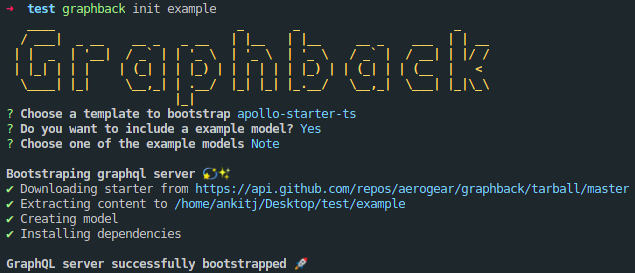 ➜ test graphback init example
Graphback
? Choose a template to bootstrap apollo-starter-ts
? Do you want to include a example model? Yes
? Choose one of the example models Note
Bootstraping graphql server 💫✨
✔ Downloading starter from https://api.github.com/repos/aerogear/graphback/tarball/master
✔ Extracting content to /home/ankitj/Desktop/test/example
✔ Creating model
✔ Installing dependencies
GraphQL server successfully bootstrapped 🚀